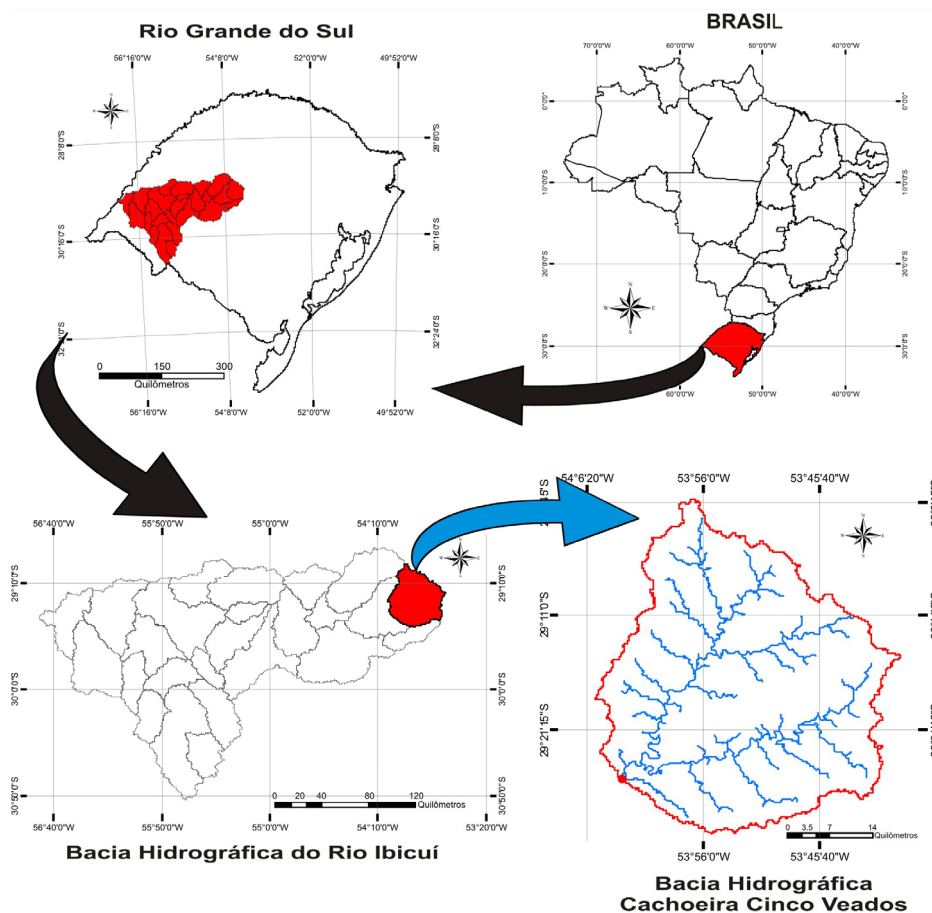 Rio Grande do Sul
56°16'0"W 54°8'0"W 52°0'0"W 49°52'0"W
28°8'0"S 28°8'0"S
30°16'0"S 30°16'0"S
32°24'0"S
0 150 300
Quilômetros
56°16'0"W 54°8'0"W 52°0'0"W 49°52'0"W
BRASIL
70°0'0"W 60°0'0"W 50°0'0"W 40°0'0"W
0°0'0" 0°0'0"
10°0'0"S 10°0'0"S
20°0'0"S 20°0'0"S
30°0'0"S 30°0'0"S
60°0'0"W 50°0'0"W 40°0'0"W
56°40'0"W 55°50'0"W 55°0'0"W 54°10'0"W
29°10'0"S 29°10'0"S
30°0'0"S 30°0'0"S
30°50'0"S 30°50'0"S
0 20 40 80 120
Quilômetros
56°40'0"W 55°50'0"W 55°0'0"W 54°10'0"W 53°20'0"W
Bacia Hidrográfica do Rio Ibicuí
54°6'20"W 53°56'0"W 53°45'40"W
29°11'0"S
29°21'15"S
0 3.5 7 14
Quilômetros
53°56'0"W 53°45'40"W
Bacia Hidrográfica
Cachoeira Cinco Veados